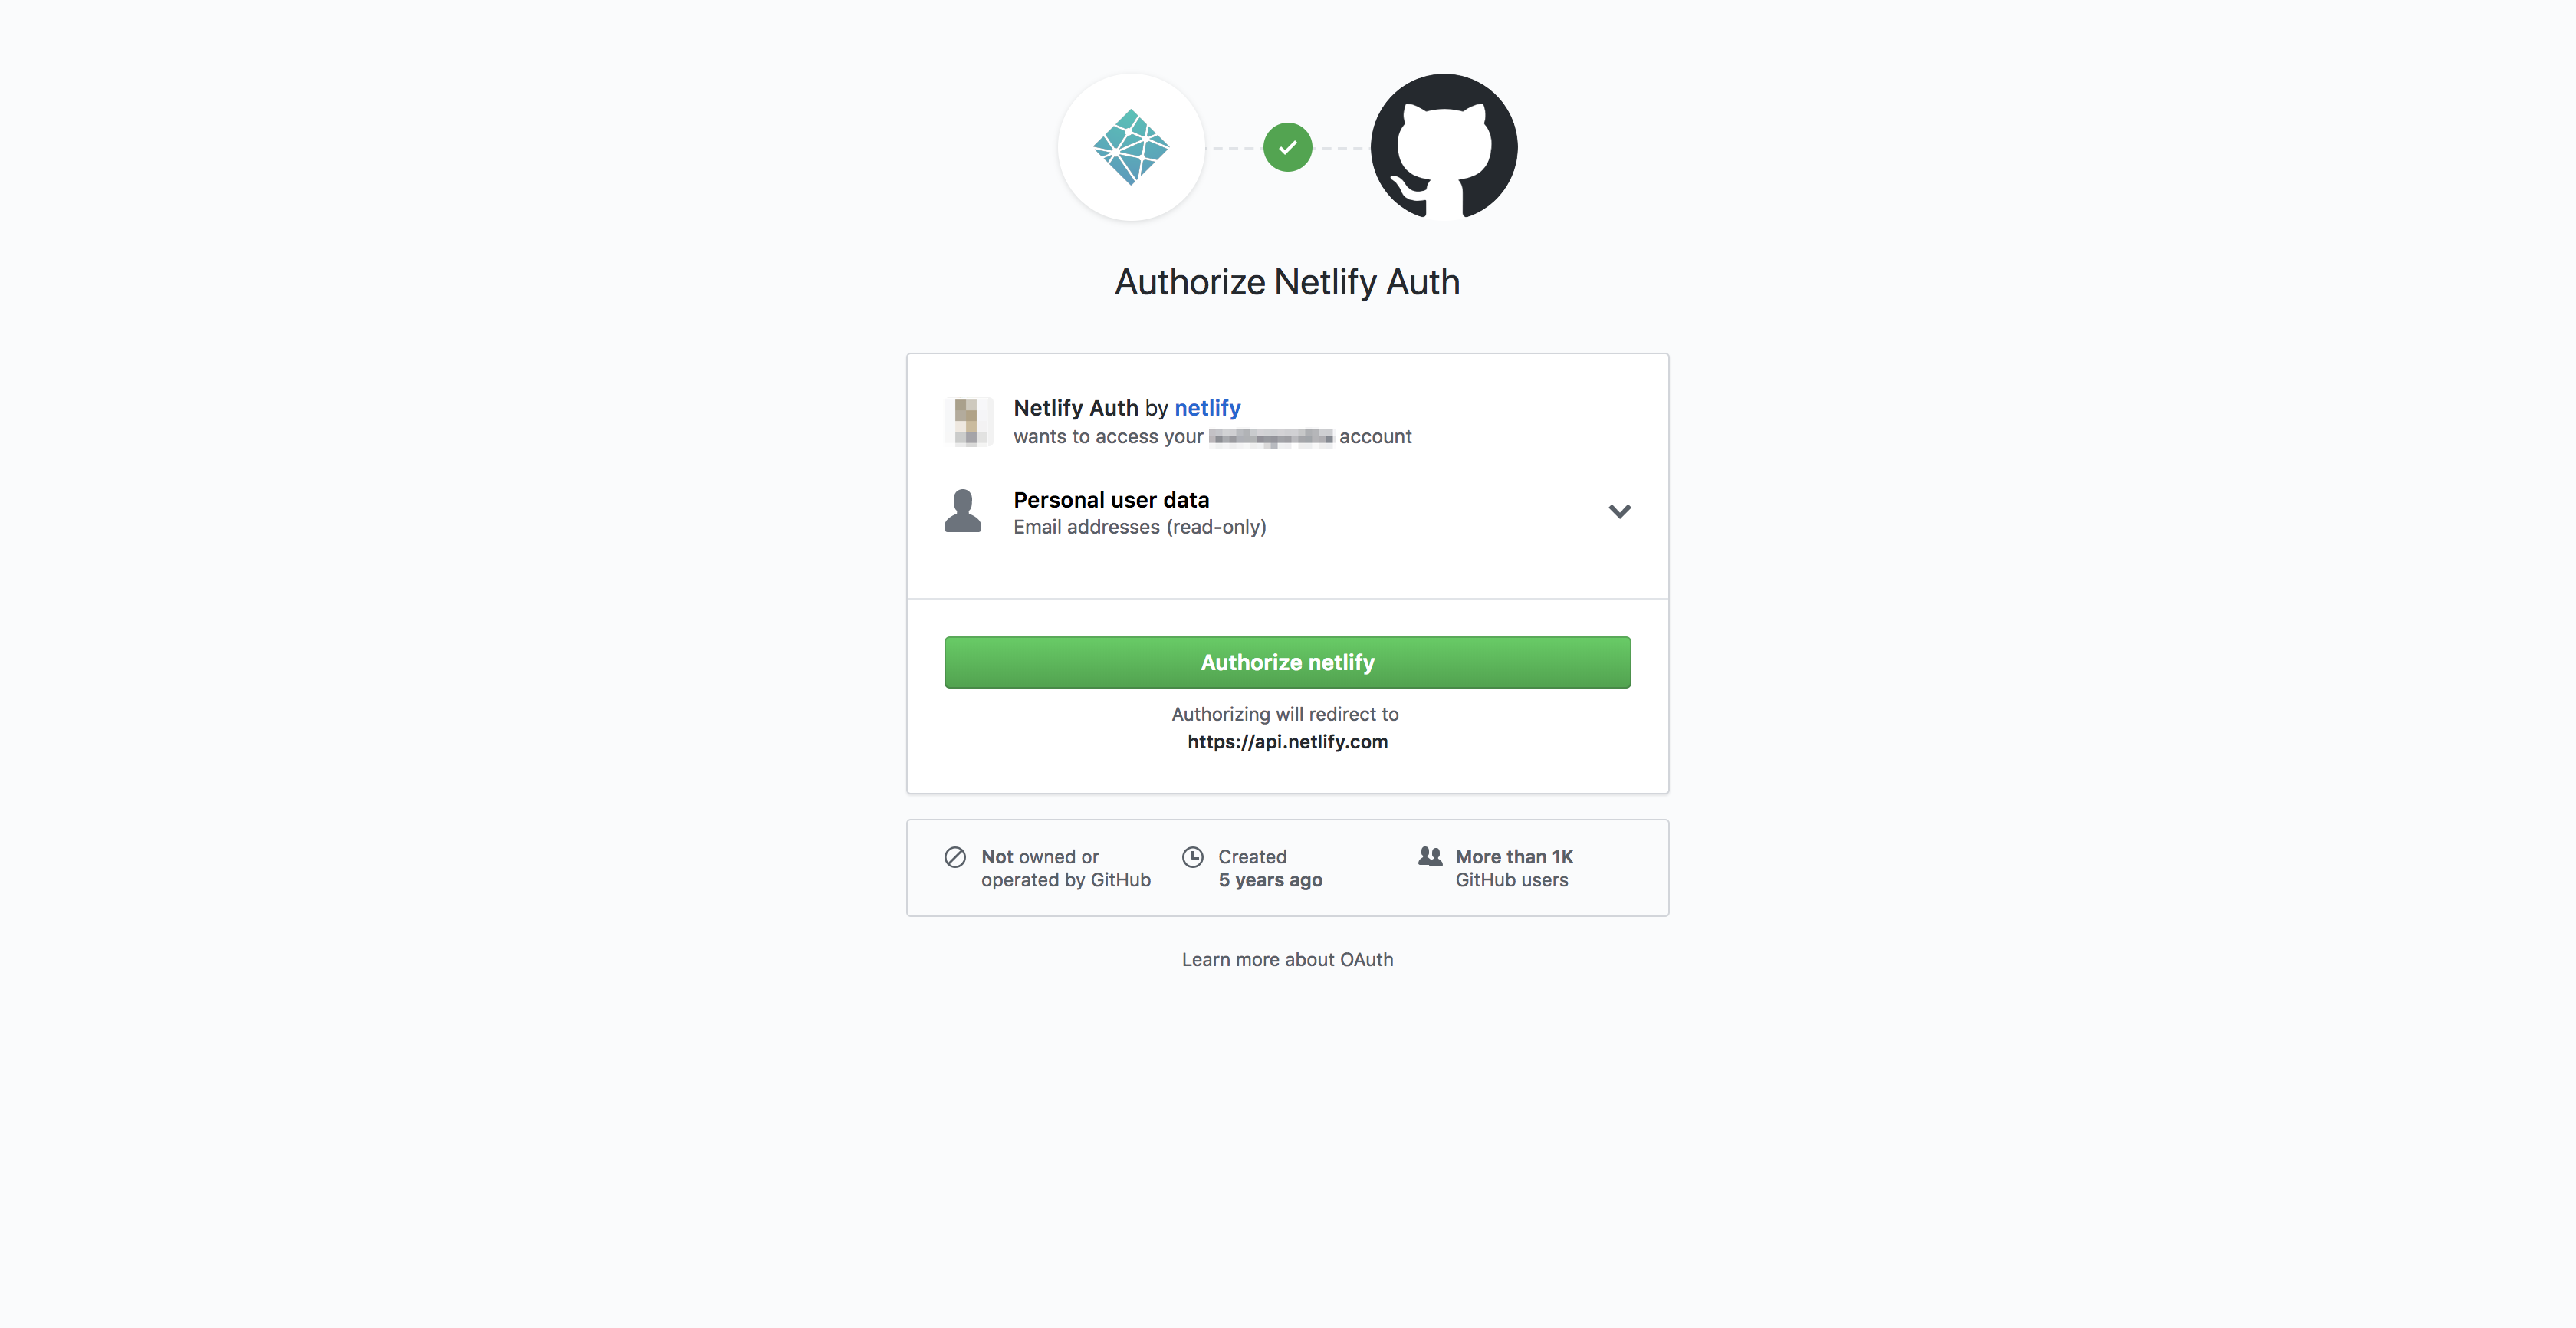 Authorize Netlify Auth
Netlify Auth by netlify
wants to access your account
Personal user data
Email addresses (read-only)
Authorize netlify
Authorizing will redirect to
https://api.netlify.com
Not owned or
operated by GitHub
Created
5 years ago
More than 1K
GitHub users
Learn more about OAuth